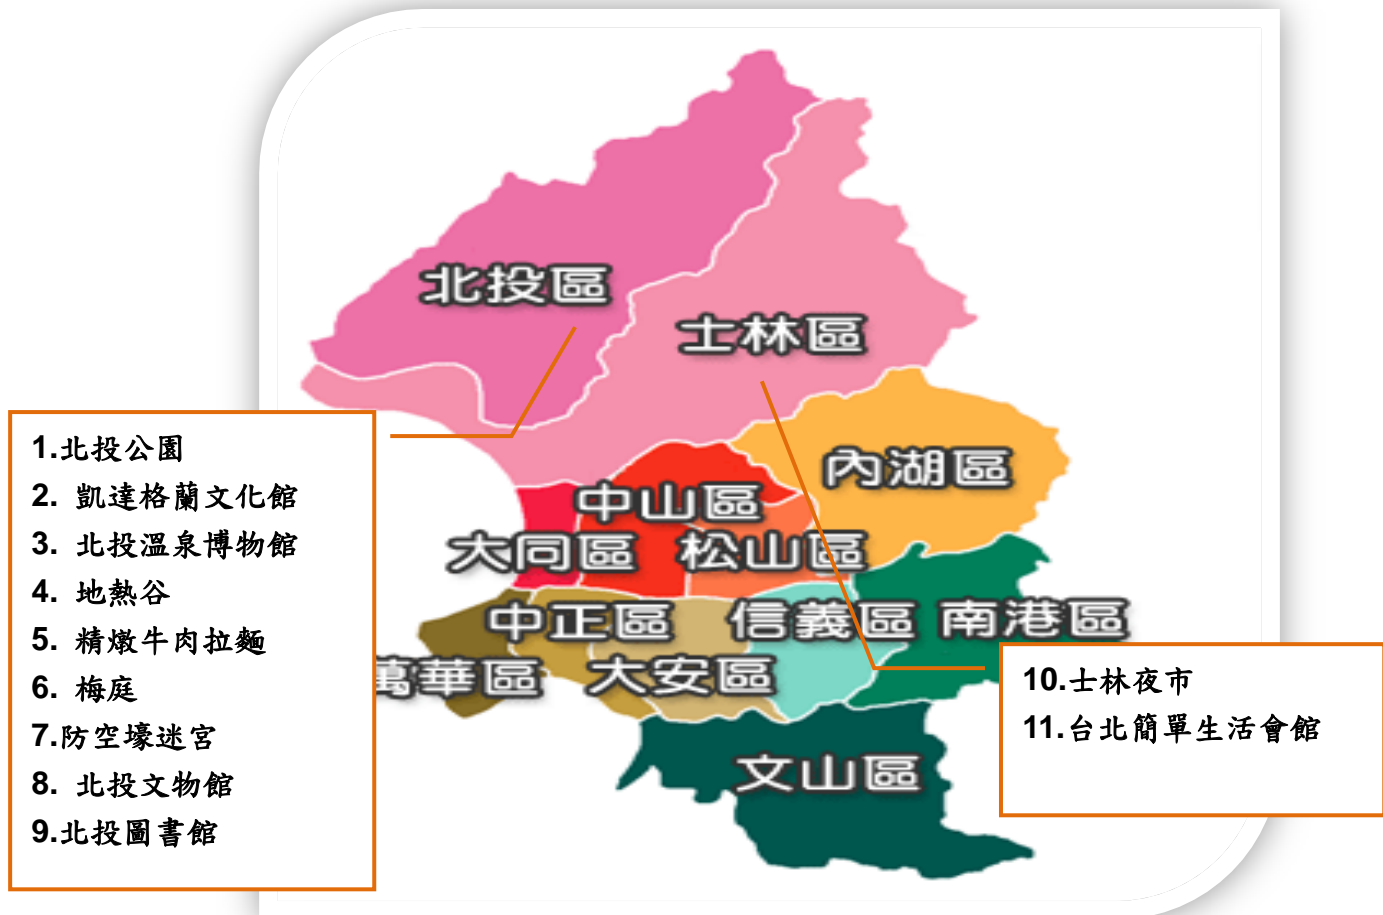 北投區
士林區
內湖區
中山區
大同區 松山區
中正區 信義區 南港區
萬華區 大安區
文山區
1.北投公園
2. 凱達格蘭文化館
3. 北投溫泉博物館
4. 地熱谷
5. 精燉牛肉拉麵
6. 梅庭
7.防空壕迷宮
8. 北投文物館
9.北投圖書館
10.士林夜市
11.台北簡單生活會館